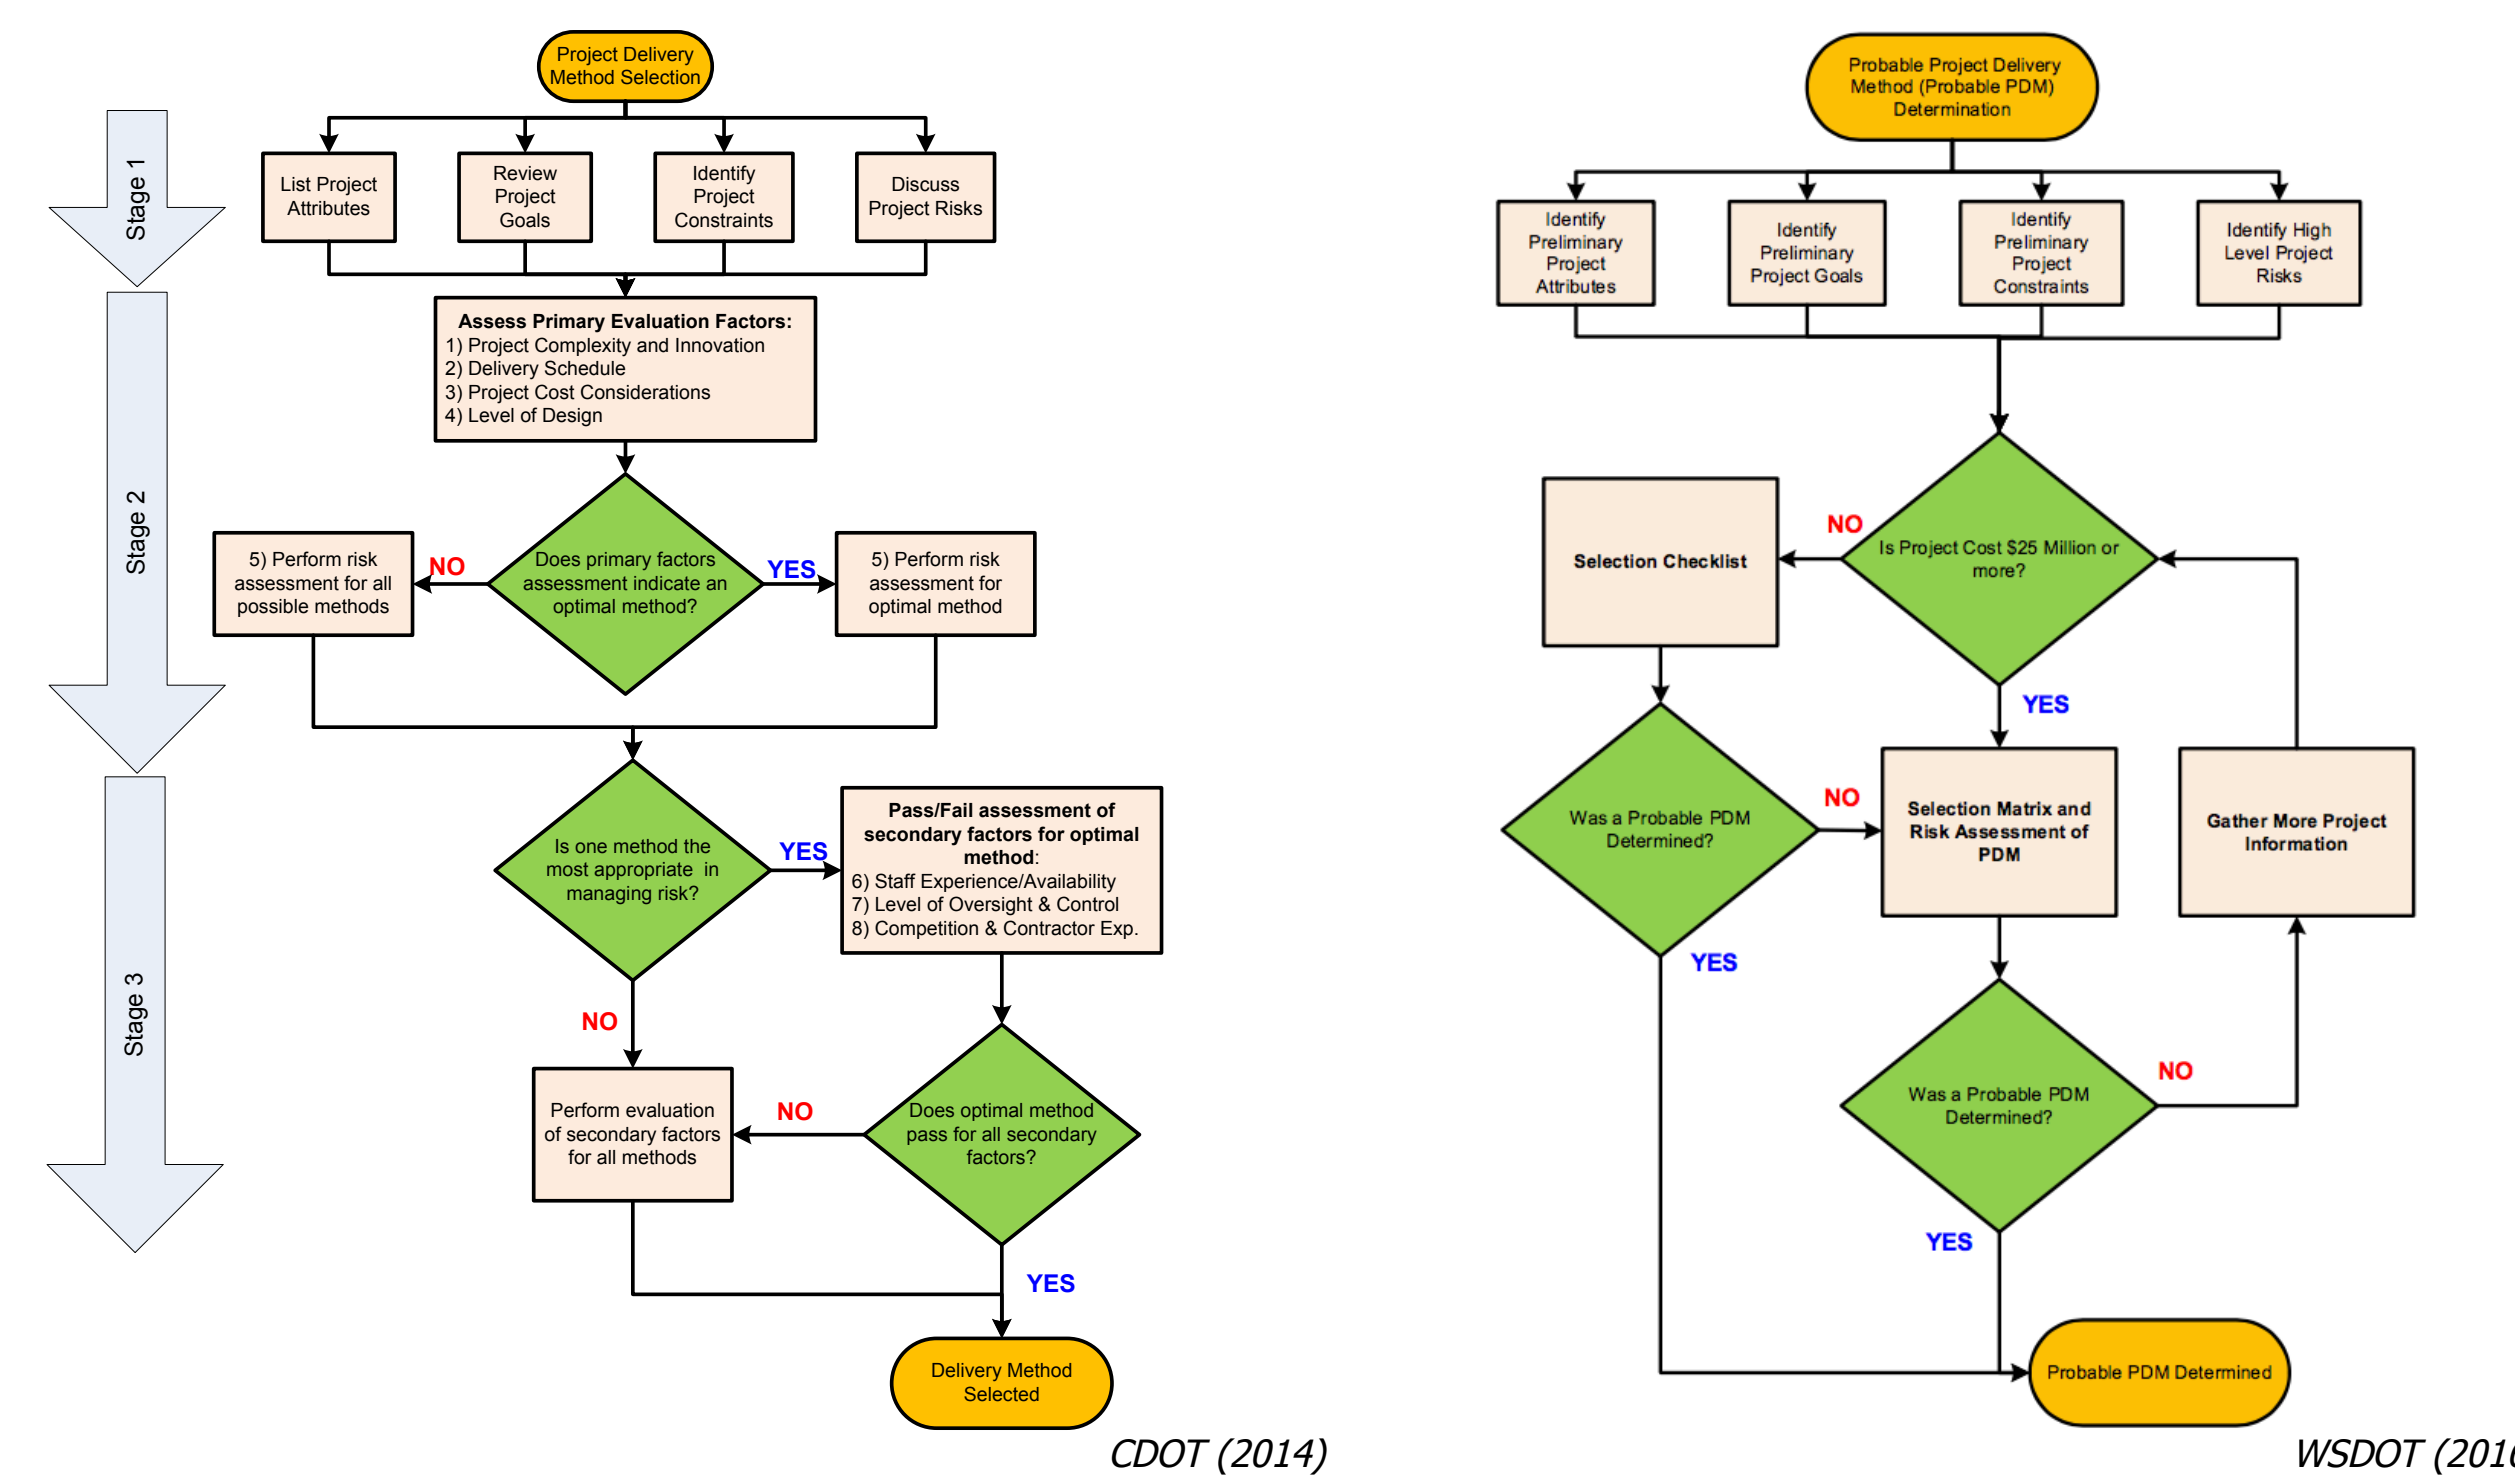 Project Delivery
Method Selection
Stage 1
List Project
Attributes
Review
Project
Goals
Identify
Project
Constraints
Discuss
Project Risks
Stage 2
Assess Primary Evaluation Factors:
1) Project Complexity and Innovation
2) Delivery Schedule
3) Project Cost Considerations
4) Level of Design
5) Perform risk
assessment for all
possible methods
NO
Does primary factors
assessment indicate an
optimal method?
YES
5) Perform risk
assessment for
optimal method
Stage 3
Is one method the
most appropriate in
managing risk?
YES
Pass/Fail assessment of
secondary factors for optimal
method:
6) Staff Experience/Availability
7) Level of Oversight & Control
8) Competition & Contractor Exp.
NO
Perform evaluation
of secondary factors
for all methods
NO
Does optimal method
pass for all secondary
factors?
YES
Delivery Method
Selected
CDOT (2014)
Probable Project Delivery
Method (Probable PDM)
Determination
Identify
Preliminary
Project
Attributes
Identify
Preliminary
Project Goals
Identify
Preliminary
Project
Constraints
Identify High
Level Project
Risks
Selection Checklist
NO
Is Project Cost $25 Million or
more?
YES
Was a Probable PDM
Determined?
NO
Selection Matrix and
Risk Assessment of
PDM
Gather More Project
Information
YES
Was a Probable PDM
Determined?
NO
YES
Probable PDM Determined
WSDOT